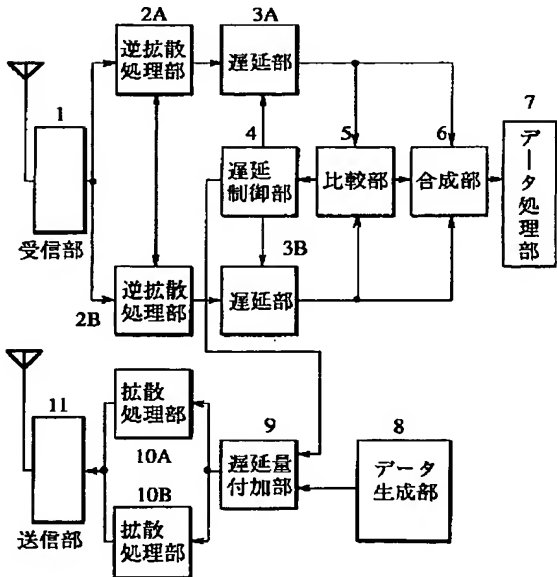 2A
3A
逆拡散
処理部
遅延部
1
4
5
6
7
遅延
制御部
比較部
合成部
データ処理部
受信部
3B
逆拡散
処理部
遅延部
2B
11
拡散
処理部
10A
9
8
遅延量
付加部
データ
生成部
10B
拡散
処理部
送信部